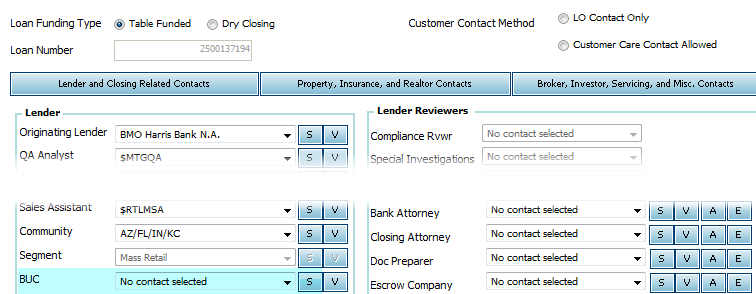 Loan Funding Type Table Funded Dry Closing Customer Contact Method LO Contact Only
Loan Number 2500137194 Customer Care Contact Allowed
Lender and Closing Related Contacts Property, Insurance, and Realtor Contacts Broker, Investor, Servicing, and Misc. Contacts
Lender
Originating Lender BMO Harris Bank N.A. S V
QA Analyst $MTGQA S V
Sales Assistant $RTLMSA S V
Community AZ/FL/IN/KC S V
Segment Mass Retail S V
BUC No contact selected S V
Lender Reviewers
Compliance Rvwr No contact selected
Special Investigations No contact selected
Bank Attorney No contact selected S V A E
Closing Attorney No contact selected S V A E
Doc Preparer No contact selected S V A E
Escrow Company No contact selected S V A E